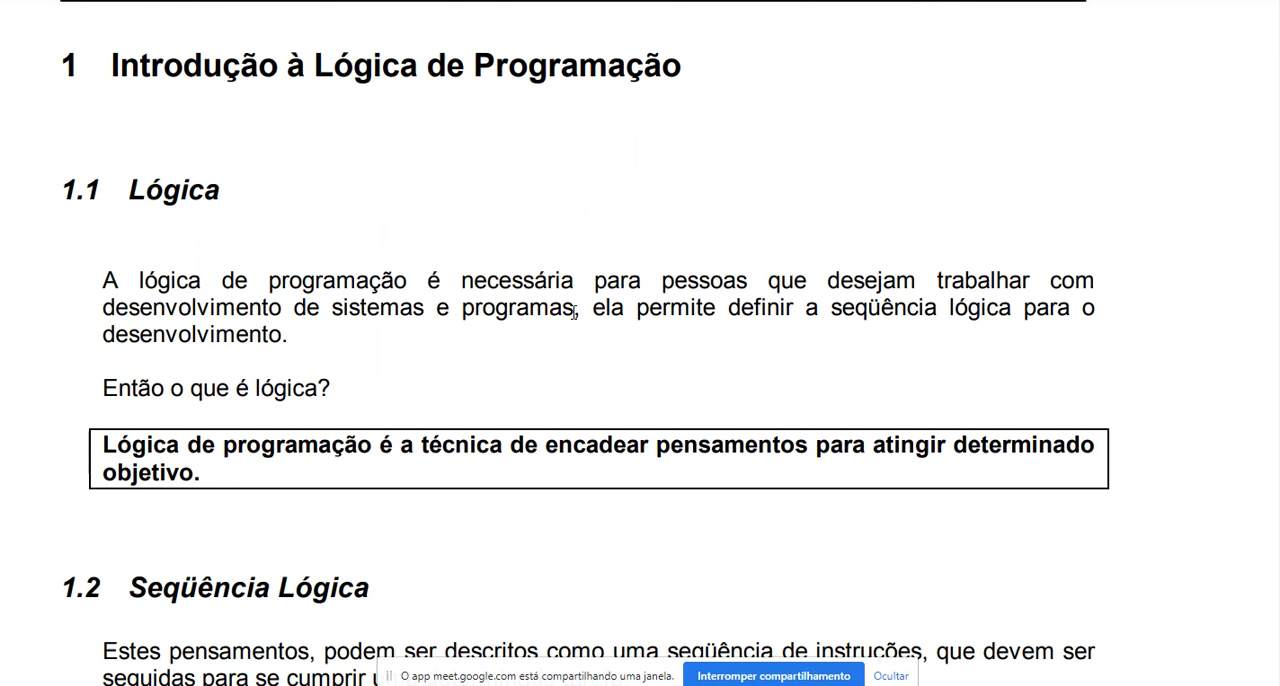 1 Introdução à Lógica de Programação
1.1 Lógica
A lógica de programação é necessária para pessoas que desejam trabalhar com
desenvolvimento de sistemas e programas, ela permite definir a seqüência lógica para o
desenvolvimento.
Então o que é lógica?
Lógica de programação é a técnica de encadear pensamentos para atingir determinado
objetivo.
1.2 Seqüência Lógica
Estes pensamentos, podem ser descritos como uma seqüência de instruções, que devem ser
seguidas para se cumprir
O app meet.google.com está compartilhando uma janela. Interromper compartilhamento Ocultar